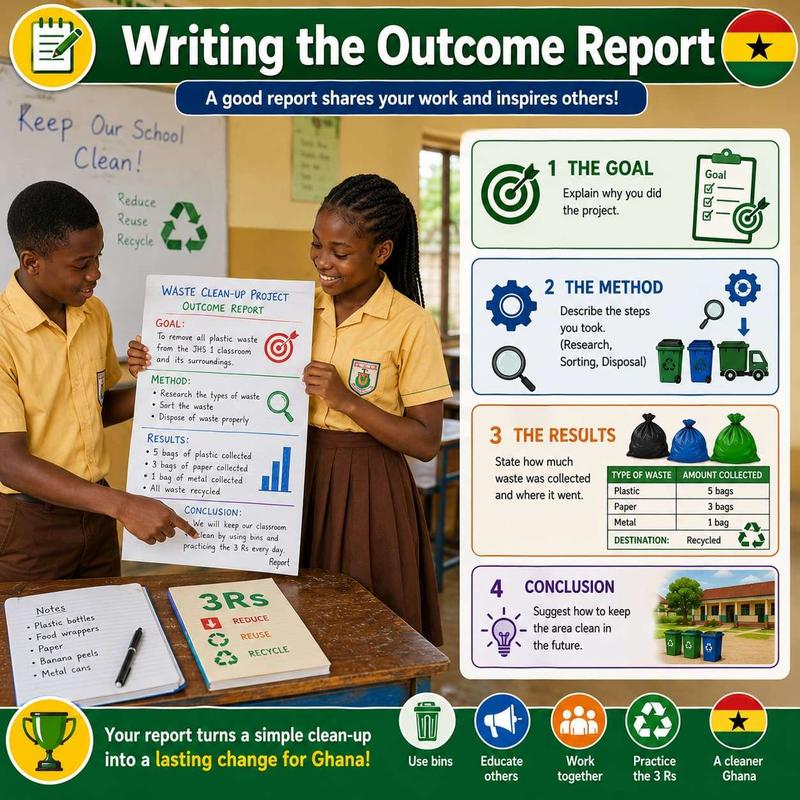 Writing the Outcome Report
A good report shares your work and inspires others!
Keep Our School
Clean!
Reduce
Reuse
Recycle
WASTE CLEAN-UP PROJECT
OUTCOME REPORT
GOAL:
To remove all plastic waste
from the JHS 1 classroom
and its surroundings.
METHOD:
• Research the types of waste
• Sort the waste
• Dispose of waste properly
RESULTS:
• 5 bags of plastic collected
• 3 bags of paper collected
• 1 bag of metal collected
• All waste recycled
CONCLUSION:
We will keep our classroom
clean by using bins and
practicing the 3 Rs every day.
Report
Notes
• Plastic bottles
• Food wrappers
• Paper
• Banana peels
• Metal cans
3Rs
REDUCE
REUSE
RECYCLE
1 THE GOAL
Explain why you did
the project.
Goal
2 THE METHOD
Describe the steps
you took.
(Research,
Sorting, Disposal)
3 THE RESULTS
State how much
waste was collected
and where it went.
TYPE OF WASTE AMOUNT COLLECTED
Plastic 5 bags
Paper 3 bags
Metal 1 bag
DESTINATION: Recycled
4 CONCLUSION
Suggest how to keep
the area clean in
the future.
Your report turns a simple clean-up
into a lasting change for Ghana!
Use bins
Educate
others
Work
together
Practice
the 3 Rs
A cleaner
Ghana